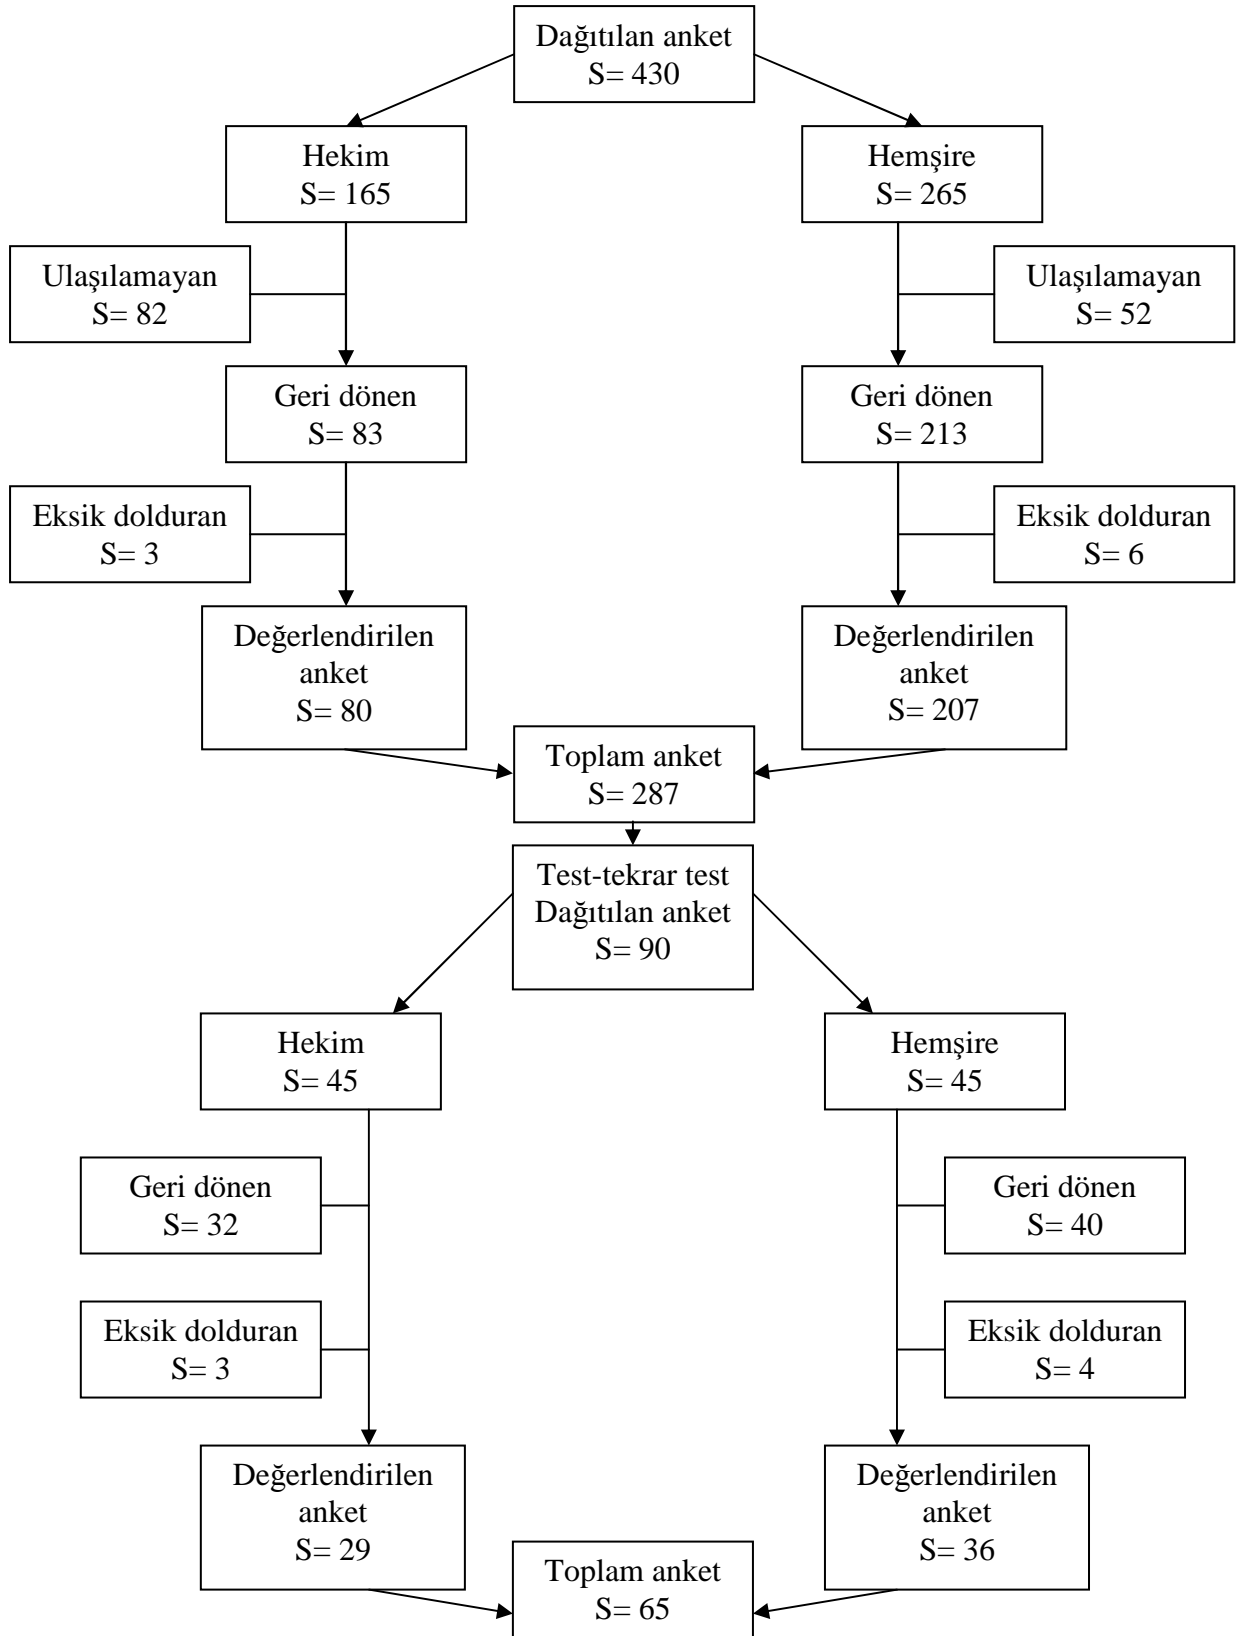 Dağıtılan anket
S= 430
Hekim
S= 165
Hemşire
S= 265
Ulaşılamayan
S= 82
Ulaşılamayan
S= 52
Geri dönen
S= 83
Geri dönen
S= 213
Eksik dolduran
S= 3
Eksik dolduran
S= 6
Değerlendirilen
anket
S= 80
Değerlendirilen
anket
S= 207
Toplam anket
S= 287
Test-tekrar test
Dağıtılan anket
S= 90
Hekim
S= 45
Hemşire
S= 45
Geri dönen
S= 32
Geri dönen
S= 40
Eksik dolduran
S= 3
Eksik dolduran
S= 4
Değerlendirilen
anket
S= 29
Değerlendirilen
anket
S= 36
Toplam anket
S= 65